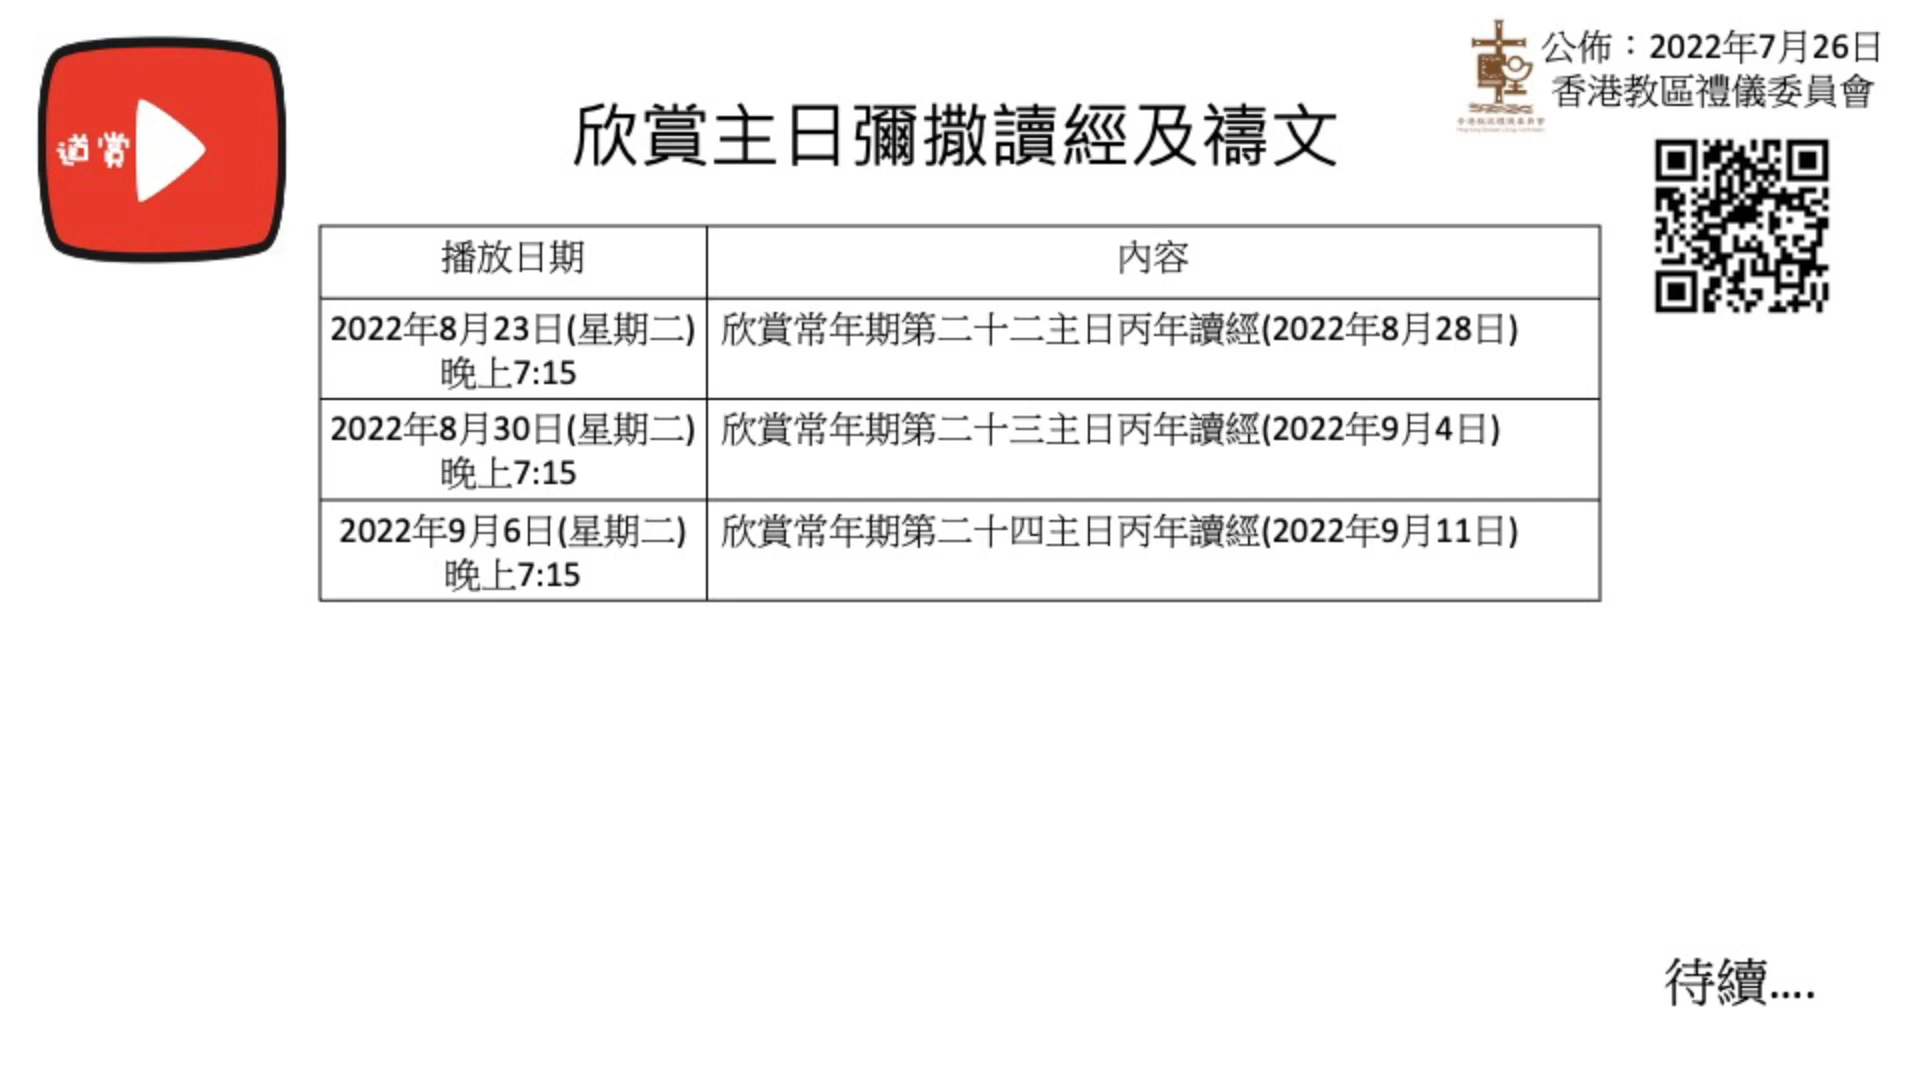 公佈：2022年7月26日
香港教區禮儀委員會
道賞
欣賞主日彌撒讀經及禱文
播放日期
內容
2022年8月23日(星期二)
晚上7:15
欣賞常年期第二十二主日丙年讀經(2022年8月28日)
2022年8月30日(星期二)
晚上7:15
欣賞常年期第二十三主日丙年讀經(2022年9月4日)
2022年9月6日(星期二)
晚上7:15
欣賞常年期第二十四主日丙年讀經(2022年9月11日)
待續....